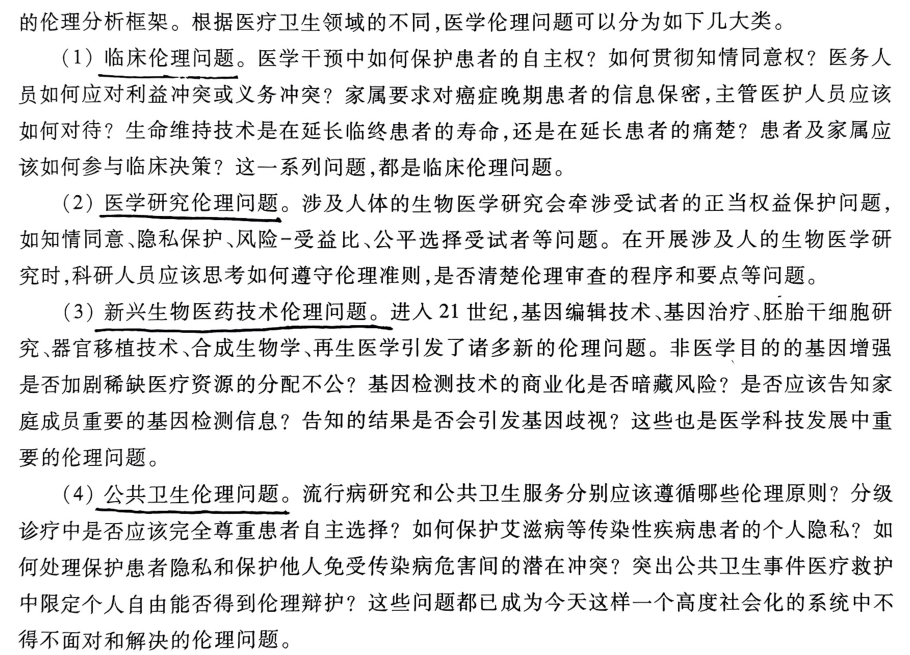 的伦理分析框架。根据医疗卫生领域的不同,医学伦理问题可以分为如下几大类。
(1) 临床伦理问题。医学干预中如何保护患者的自主权？如何贯彻知情同意权？医务人
员如何应对利益冲突或义务冲突？家属要求对癌症晚期患者的信息保密,主管医护人员应该
如何对待？生命维持技术是在延长临终患者的寿命,还是在延长患者的痛楚？患者及家属应
该如何参与临床决策？这一系列问题,都是临床伦理问题。
(2) 医学研究伦理问题。涉及人体的生物医学研究会牵涉受试者的正当权益保护问题,
如知情同意、隐私保护、风险-受益比、公平选择受试者等问题。在开展涉及人的生物医学研
究时,科研人员应该思考如何遵守伦理准则,是否清楚伦理审查的程序和要点等问题。
(3) 新兴生物医药技术伦理问题。进入 21 世纪,基因编辑技术、基因治疗、胚胎干细胞研
究、器官移植技术、合成生物学、再生医学引发了诸多新的伦理问题。非医学目的的基因增强
是否加剧稀缺医疗资源的分配不公？基因检测技术的商业化是否暗藏风险？是否应该告知家
庭成员重要的基因检测信息？告知的结果是否会引发基因歧视？这些也是医学科技发展中重
要的伦理问题。
(4) 公共卫生伦理问题。流行病研究和公共卫生服务分别应该遵循哪些伦理原则？分级
诊疗中是否应该完全尊重患者自主选择？如何保护艾滋病等传染性疾病患者的个人隐私？如
何处理保护患者隐私和保护他人免受传染病危害间的潜在冲突？突出公共卫生事件医疗救护
中限定个人自由能否得到伦理辩护？这些问题都已成为今天这样一个高度社会化的系统中不
得不面对和解决的伦理问题。